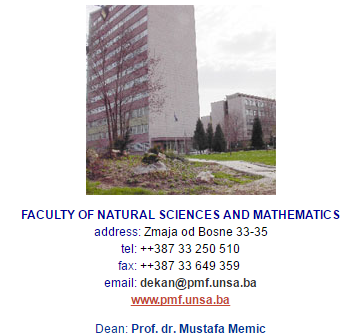 FACULTY OF NATURAL SCIENCES AND MATHEMATICS
address: Zmaja od Bosne 33-35
tel: ++387 33 250 510
fax: ++387 33 649 359
email: dekan@pmf.unsa.ba
www.pmf.unsa.ba
Dean: Prof. dr. Mustafa Memic